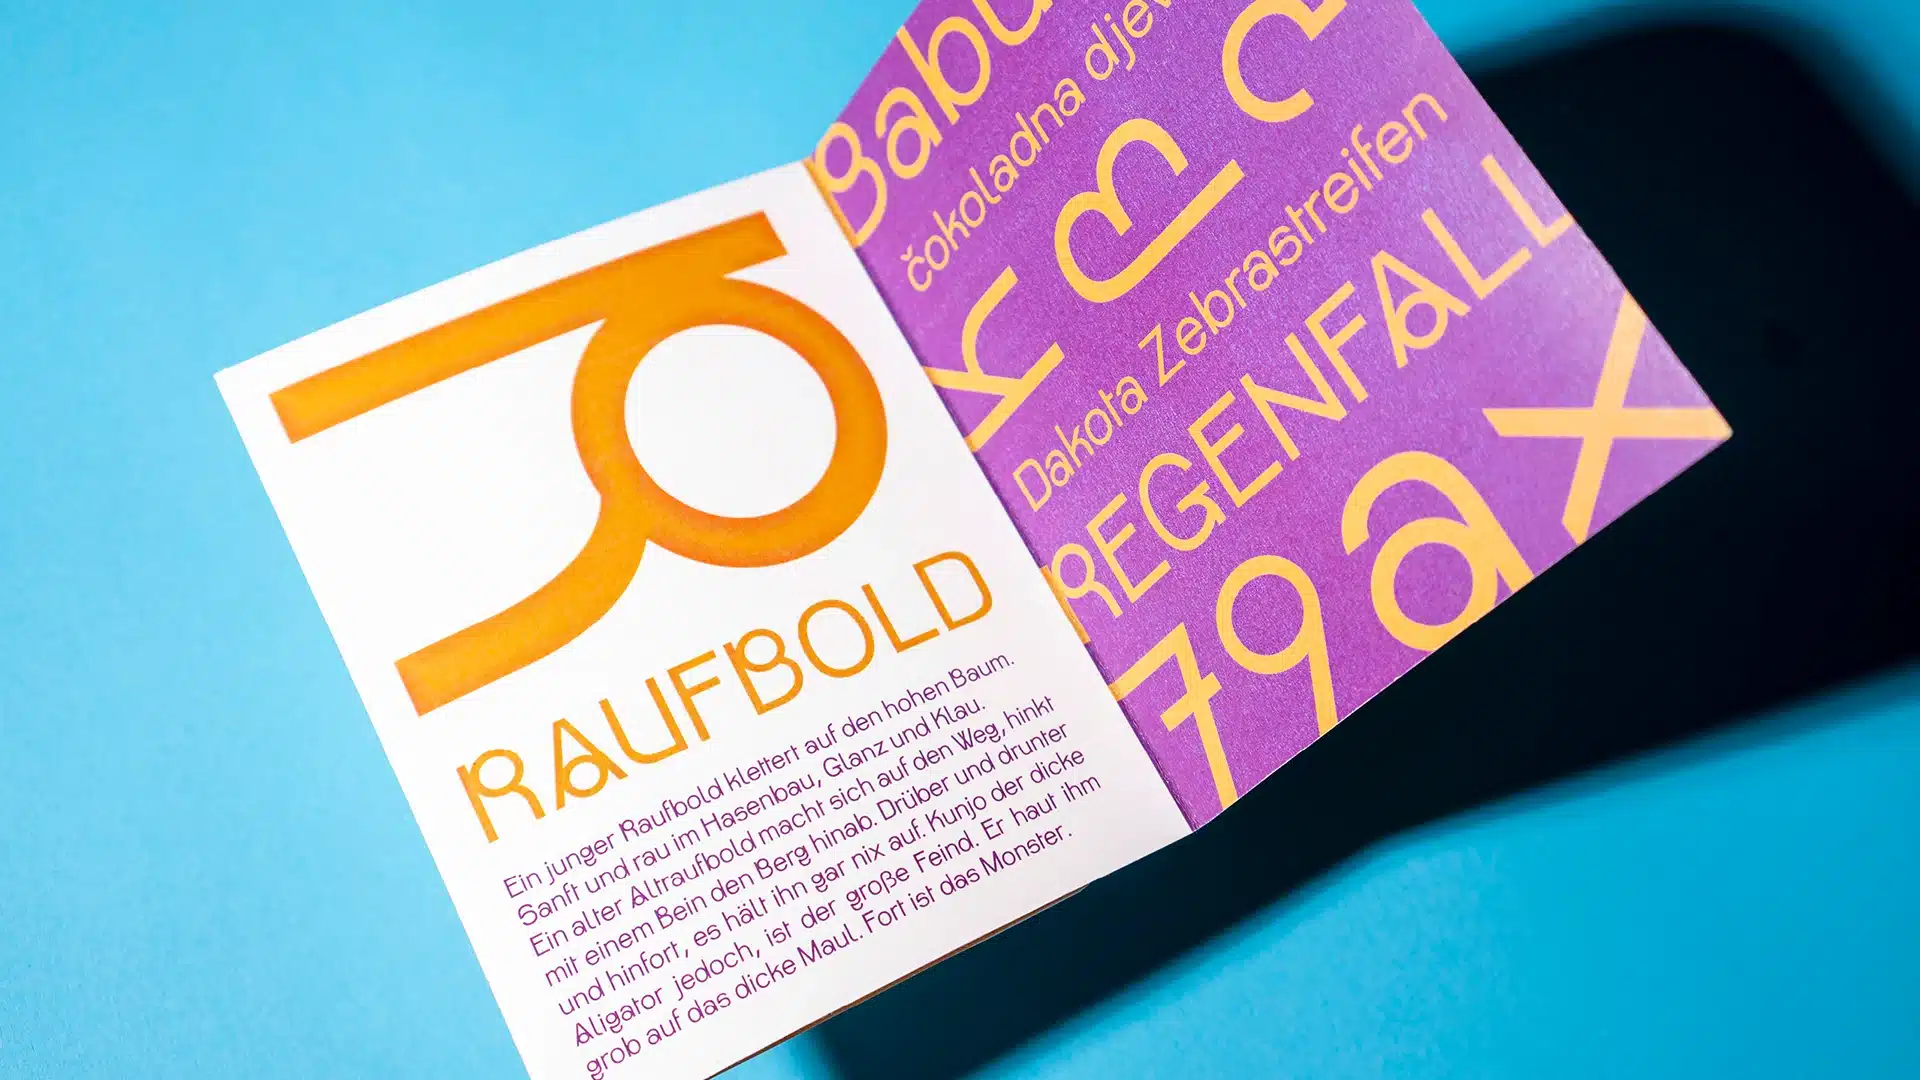 RAUFBOLD
Ein junger Raufbold klettert auf den hohen Baum.
Sanft und rau im Hasenbau, Glanz und Klau.
Ein alter Altraufbold macht sich auf den Weg, hinkt
mit einem Bein den Berg hinab. Drüber und drunter
und hinfort, es hält ihn gar nix auf. Kunjo der dicke
Aligator jedoch, ist der große Feind. Er haut ihm
grob auf das dicke Maul. Fort ist das Monster.
čokoladna
Dakota Zebrastreifen
REGENFALL
79ax